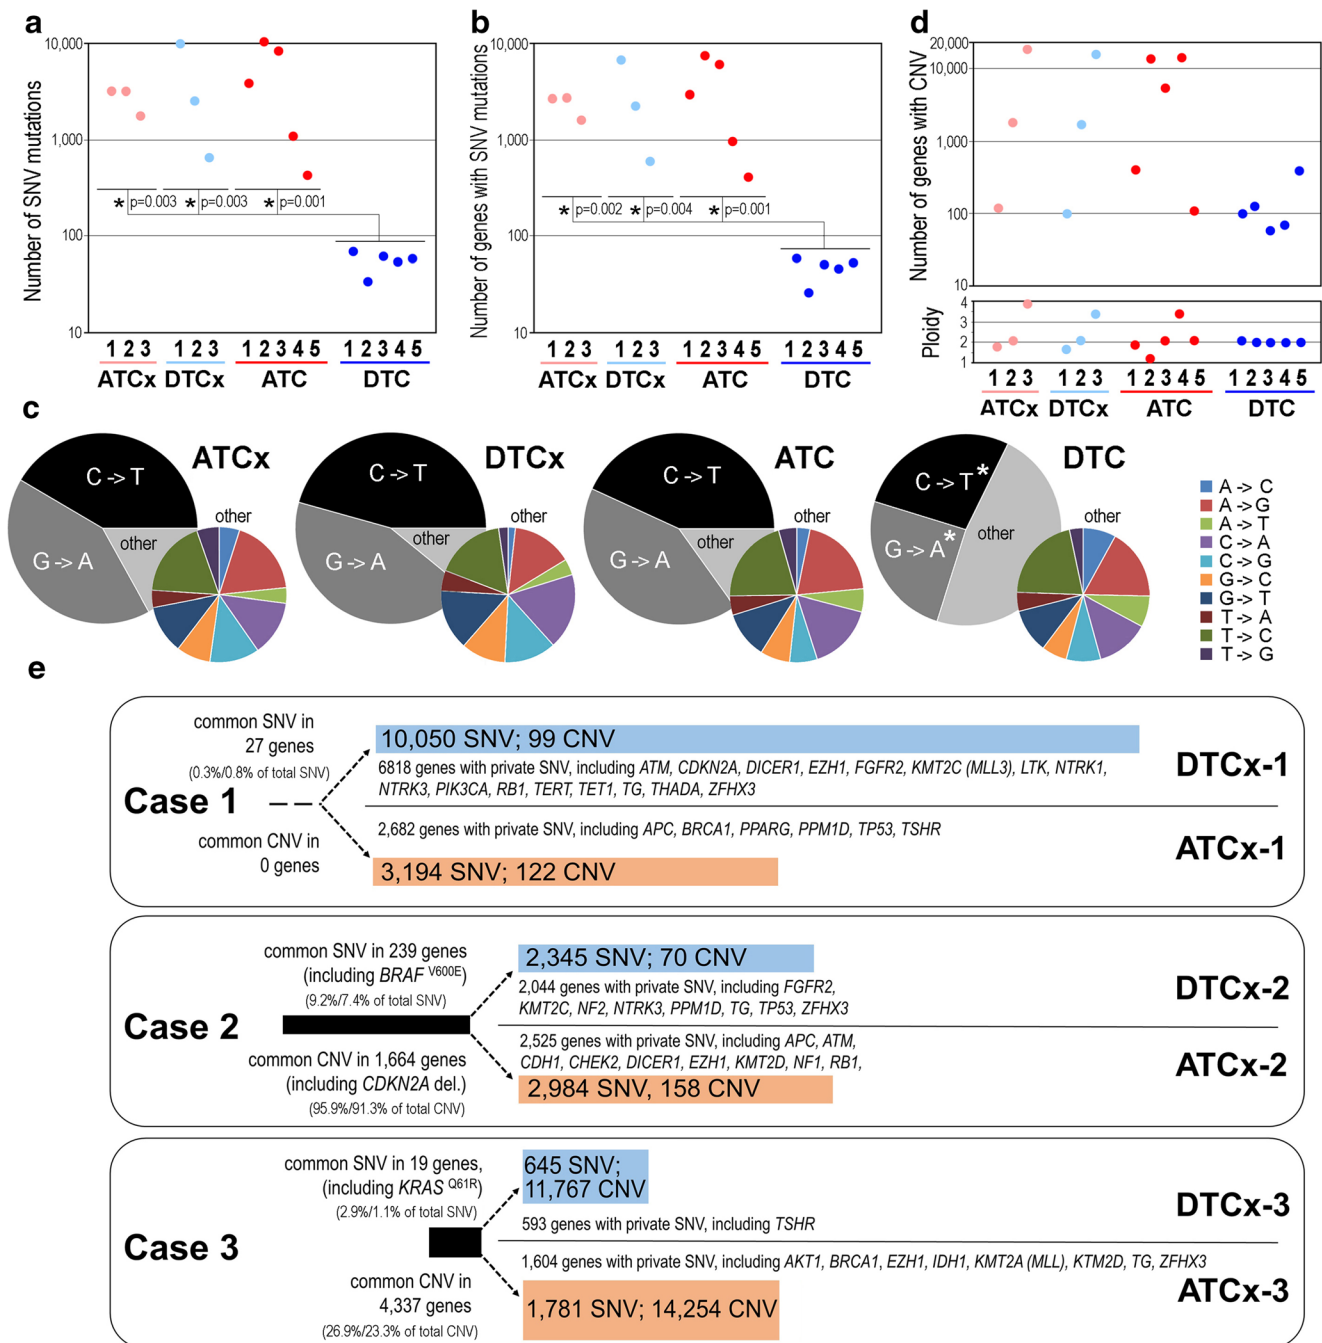 a
Number of SNV mutations
10,000
1,000
100
10
* p=0.003
* p=0.003
* p=0.001
1 2 3
1 2 3
1 2 3 4 5
1 2 3 4 5
ATCx
DTCx
ATC
DTC
b
Number of genes with SNV mutations
10,000
1,000
100
10
* p=0.002
* p=0.004
* p=0.001
1 2 3
1 2 3
1 2 3 4 5
1 2 3 4 5
ATCx
DTCx
ATC
DTC
d
Number of genes with CNV
20,000
10,000
1,000
100
10
Ploidy
4
3
2
1
1 2 3
1 2 3
1 2 3 4 5
1 2 3 4 5
ATCx
DTCx
ATC
DTC
c
ATCx
C -> T
G -> A
other
other
DTCx
C -> T
G -> A
other
other
ATC
C -> T
G -> A
other
other
DTC
C -> T*
G -> A*
other
other
A -> C
A -> G
A -> T
C -> A
C -> G
G -> C
G -> T
T -> A
T -> C
T -> G
e
Case 1
common SNV in
27 genes
(0.3%/0.8% of total SNV)
common CNV in
0 genes
10,050 SNV; 99 CNV
6818 genes with private SNV, including ATM, CDKN2A, DICER1, EZH1, FGFR2, KMT2C (MLL3), LTK, NTRK1,
NTRK3, PIK3CA, RB1, TERT, TET1, TG, THADA, ZFHX3
DTCx-1
2,682 genes with private SNV, including APC, BRCA1, PPARG, PPM1D, TP53, TSHR
3,194 SNV; 122 CNV
ATCx-1
Case 2
common SNV in 239 genes
(including BRAF V600E)
(9.2%/7.4% of total SNV)
common CNV in 1,664 genes
(including CDKN2A del.)
(95.9%/91.3% of total CNV)
2,345 SNV; 70 CNV
2,044 genes with private SNV, including FGFR2,
KMT2C, NF2, NTRK3, PPM1D, TG, TP53, ZFHX3
DTCx-2
2,525 genes with private SNV, including APC, ATM,
CDH1, CHEK2, DICER1, EZH1, KMT2D, NF1, RB1,
2,984 SNV, 158 CNV
ATCx-2
Case 3
common SNV in 19 genes,
(including KRAS Q61R)
(2.9%/1.1% of total SNV)
common CNV in
4,337 genes
(26.9%/23.3% of total CNV)
645 SNV;
11,767 CNV
593 genes with private SNV, including TSHR
DTCx-3
1,604 genes with private SNV, including AKT1, BRCA1, EZH1, IDH1, KMT2A (MLL), KTM2D, TG, ZFHX3
1,781 SNV; 14,254 CNV
ATCx-3